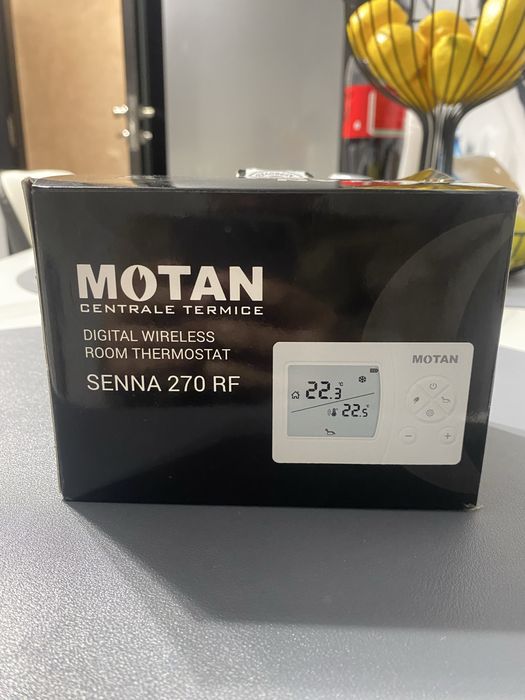 MOTAN
CENTRALE TERMICE
DIGITAL WIRELESS
ROOM THERMOSTAT
SENNA 270 RF
MOTAN
22.3 °C
22.5 °